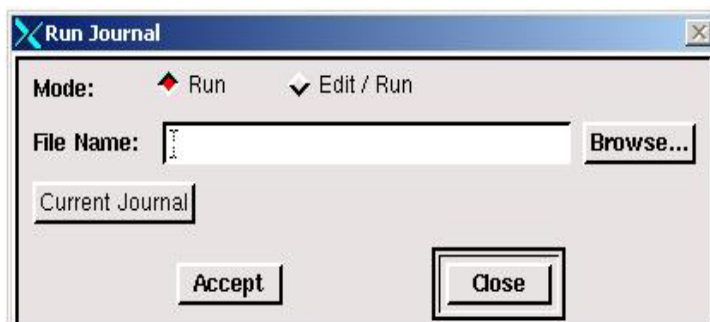 Run Journal
Mode: Run Edit / Run
File Name: Browse...
Current Journal
Accept Close